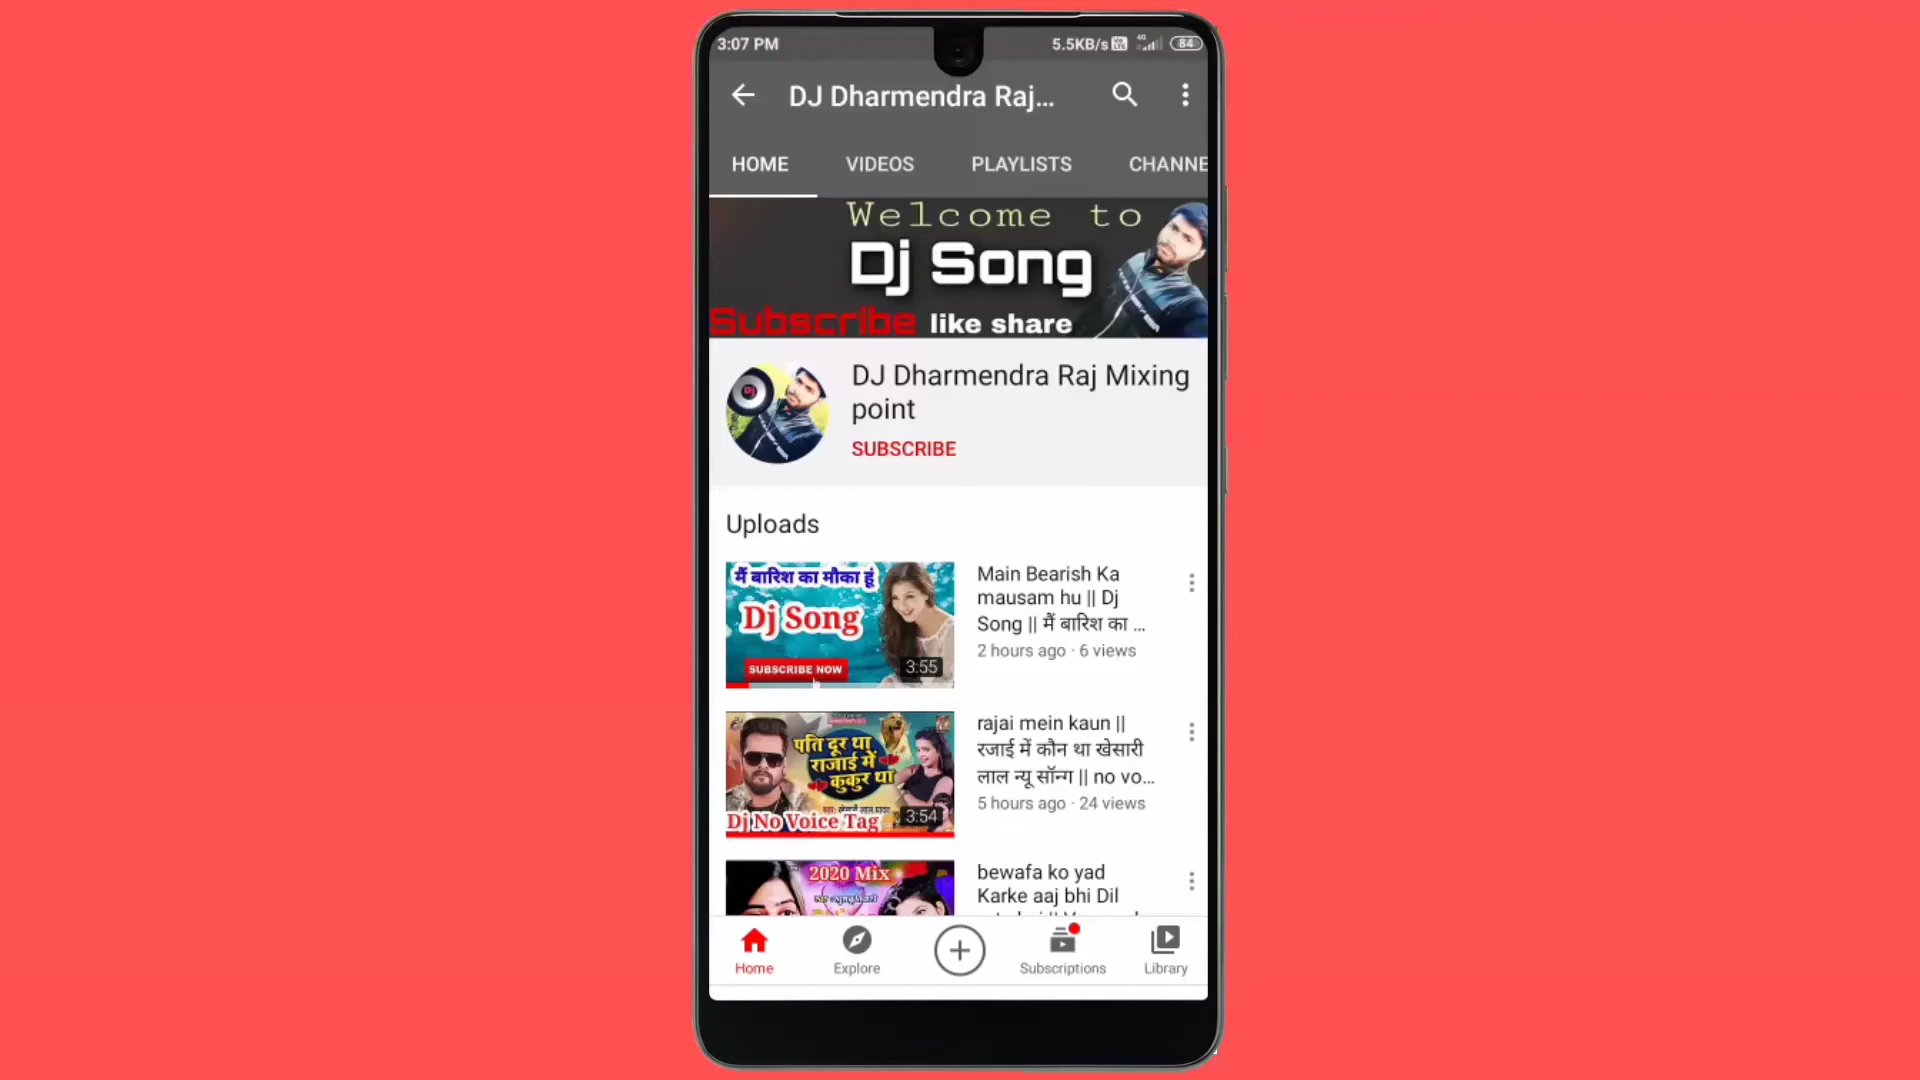 3:07 PM
5.5KB/s 4G 84
DJ Dharmendra Raj...
HOME VIDEOS PLAYLISTS CHANNE
Welcome to
Dj Song
Subscribe like share
DJ Dharmendra Raj Mixing
point
SUBSCRIBE
Uploads
मैं बारिश का मौका हूं
Dj Song
SUBSCRIBE NOW
3:55
Main Bearish Ka
mausam hu || Dj
Song || मैं बारिश का ...
2 hours ago · 6 views
पति दूर था
राजाई में
कुकुर था
Dj No Voice Tag
3:54
rajai mein kaun ||
रजाई में कौन था खेसारी
लाल न्यू सॉन्ग || no vo...
5 hours ago · 24 views
2020 Mix
bewafa ko yad
Karke aaj bhi Dil
Home Explore Subscriptions Library